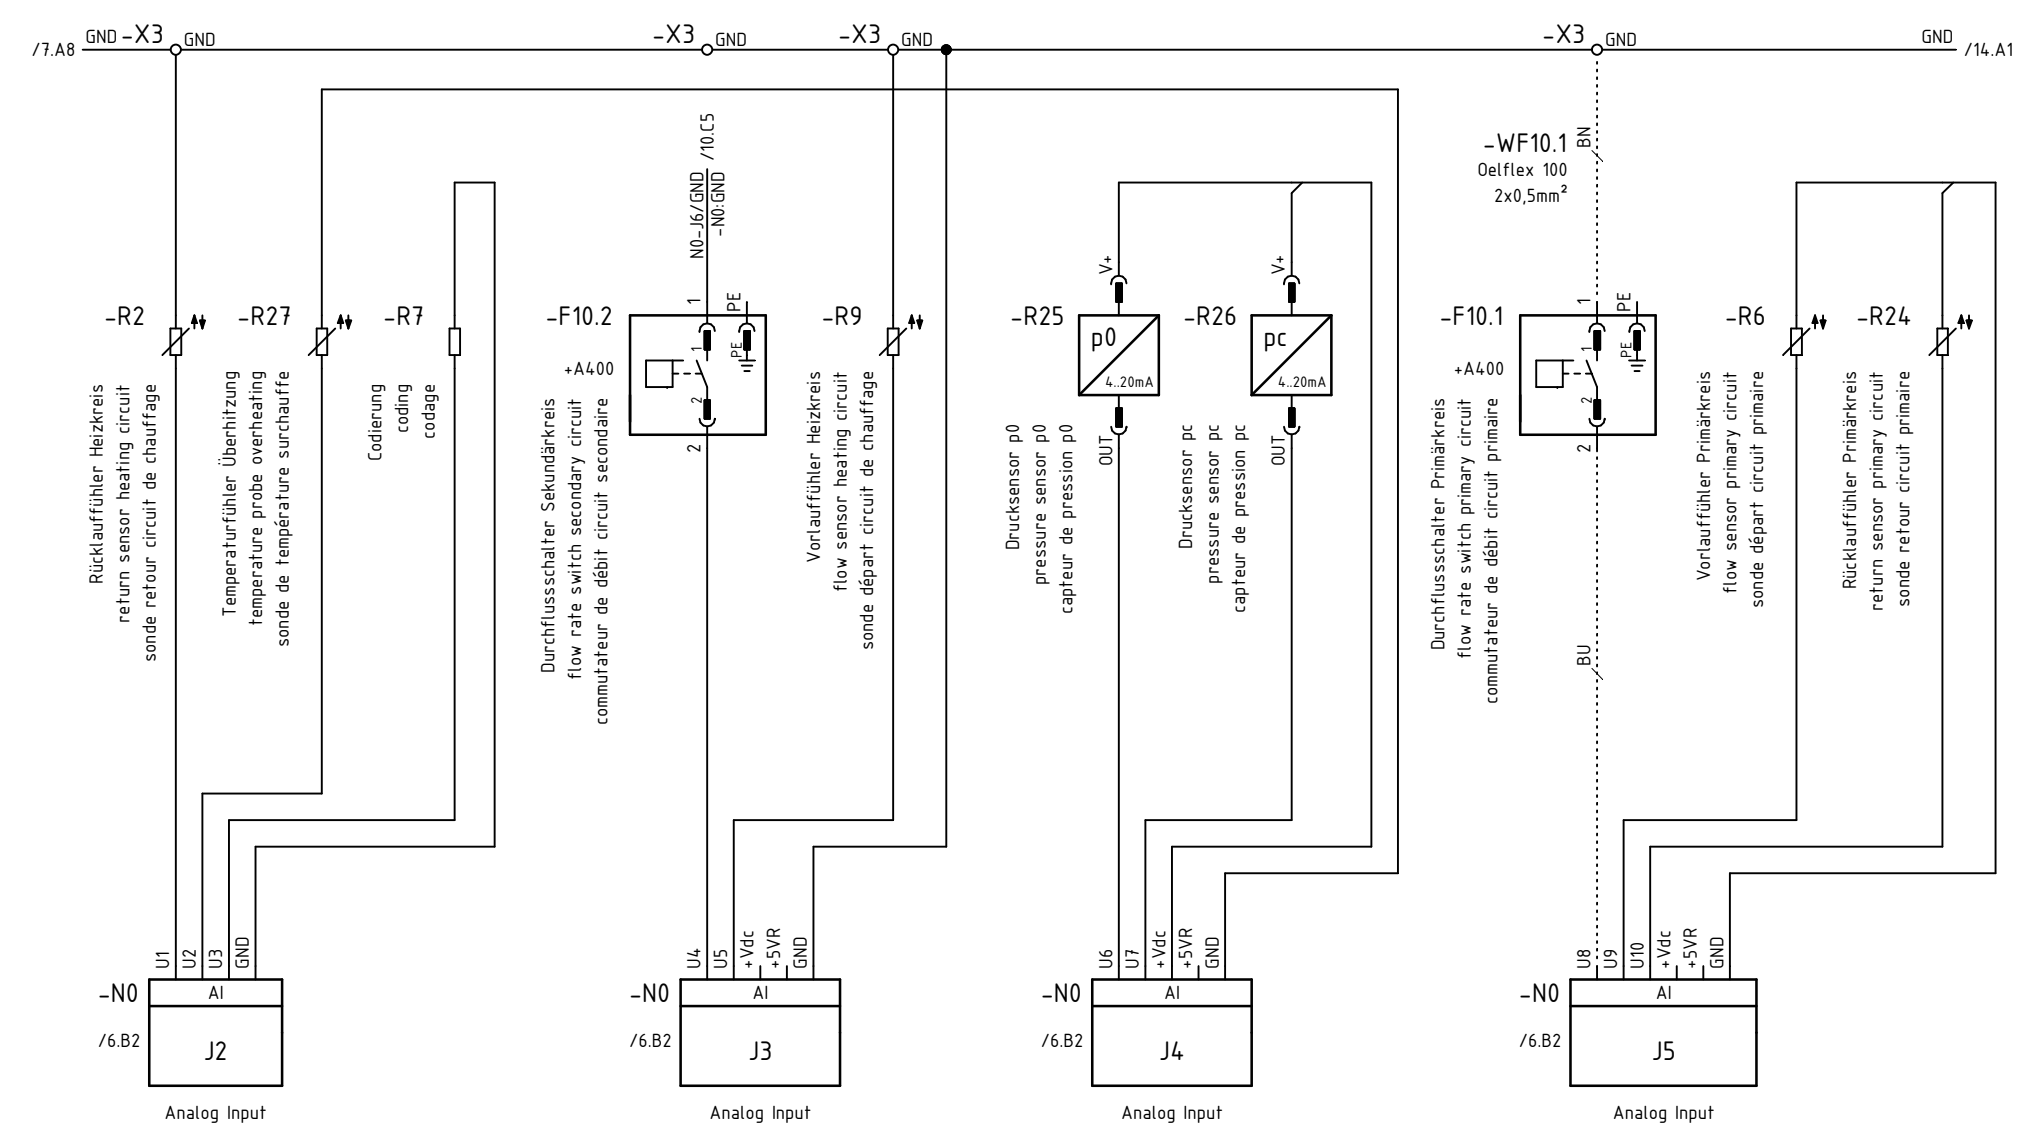 /7.A8
GND
-X3
GND
-X3
GND
-X3
GND
-X3
GND
GND
/14.A1
/10.C5
N0-J6/GND
-N0:GND
-WF10.1
Oelflex 100
2x0,5mm²
BN
-R2
Rücklauffühler Heizkreis
return sensor heating circuit
sonde retour circuit de chauffage
-R27
Temperaturfühler Überhitzung
temperature probe overheating
sonde de température surchauffe
-R7
Codierung
coding
codage
-F10.2
+A400
1
PE
1
PE
2
2
Durchflussschalter Sekundärkreis
flow rate switch secondary circuit
commutateur de débit circuit secondaire
-R9
Vorlauffühler Heizkreis
flow sensor heating circuit
sonde départ circuit de chauffage
-R25
V+
p0
4..20mA
OUT
Drucksensor p0
pressure sensor p0
capteur de pression p0
-R26
V+
pc
4..20mA
OUT
Drucksensor pc
pressure sensor pc
capteur de pression pc
-F10.1
+A400
1
PE
1
PE
2
2
Durchflussschalter Primärkreis
flow rate switch primary circuit
commutateur de débit circuit primaire
BU
-R6
Vorlauffühler Primärkreis
flow sensor primary circuit
sonde départ circuit primaire
-R24
Rücklauffühler Primärkreis
return sensor primary circuit
sonde retour circuit primaire
U1
U2
U3
GND
-N0
AI
/6.B2
J2
Analog Input
U4
U5
+Vdc
+5VR
GND
-N0
AI
/6.B2
J3
Analog Input
U6
U7
+Vdc
+5VR
GND
-N0
AI
/6.B2
J4
Analog Input
U8
U9
U10
+Vdc
+5VR
GND
-N0
AI
/6.B2
J5
Analog Input